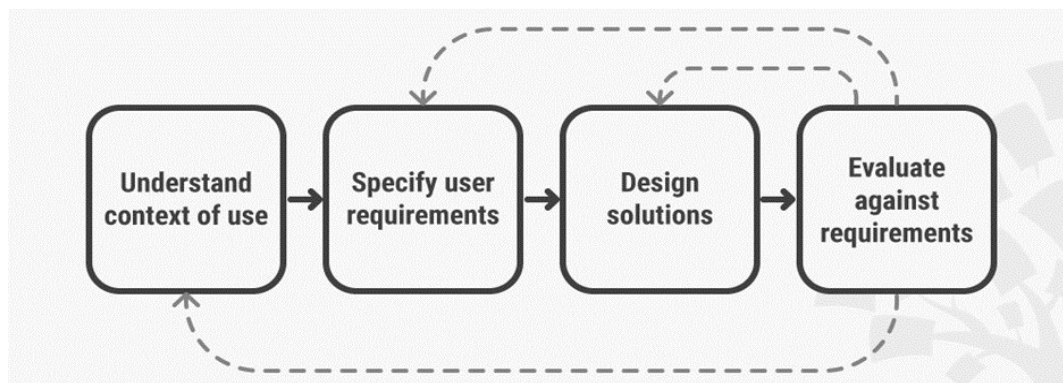 Understand
context of use
Specify user
requirements
Design
solutions
Evaluate
against
requirements